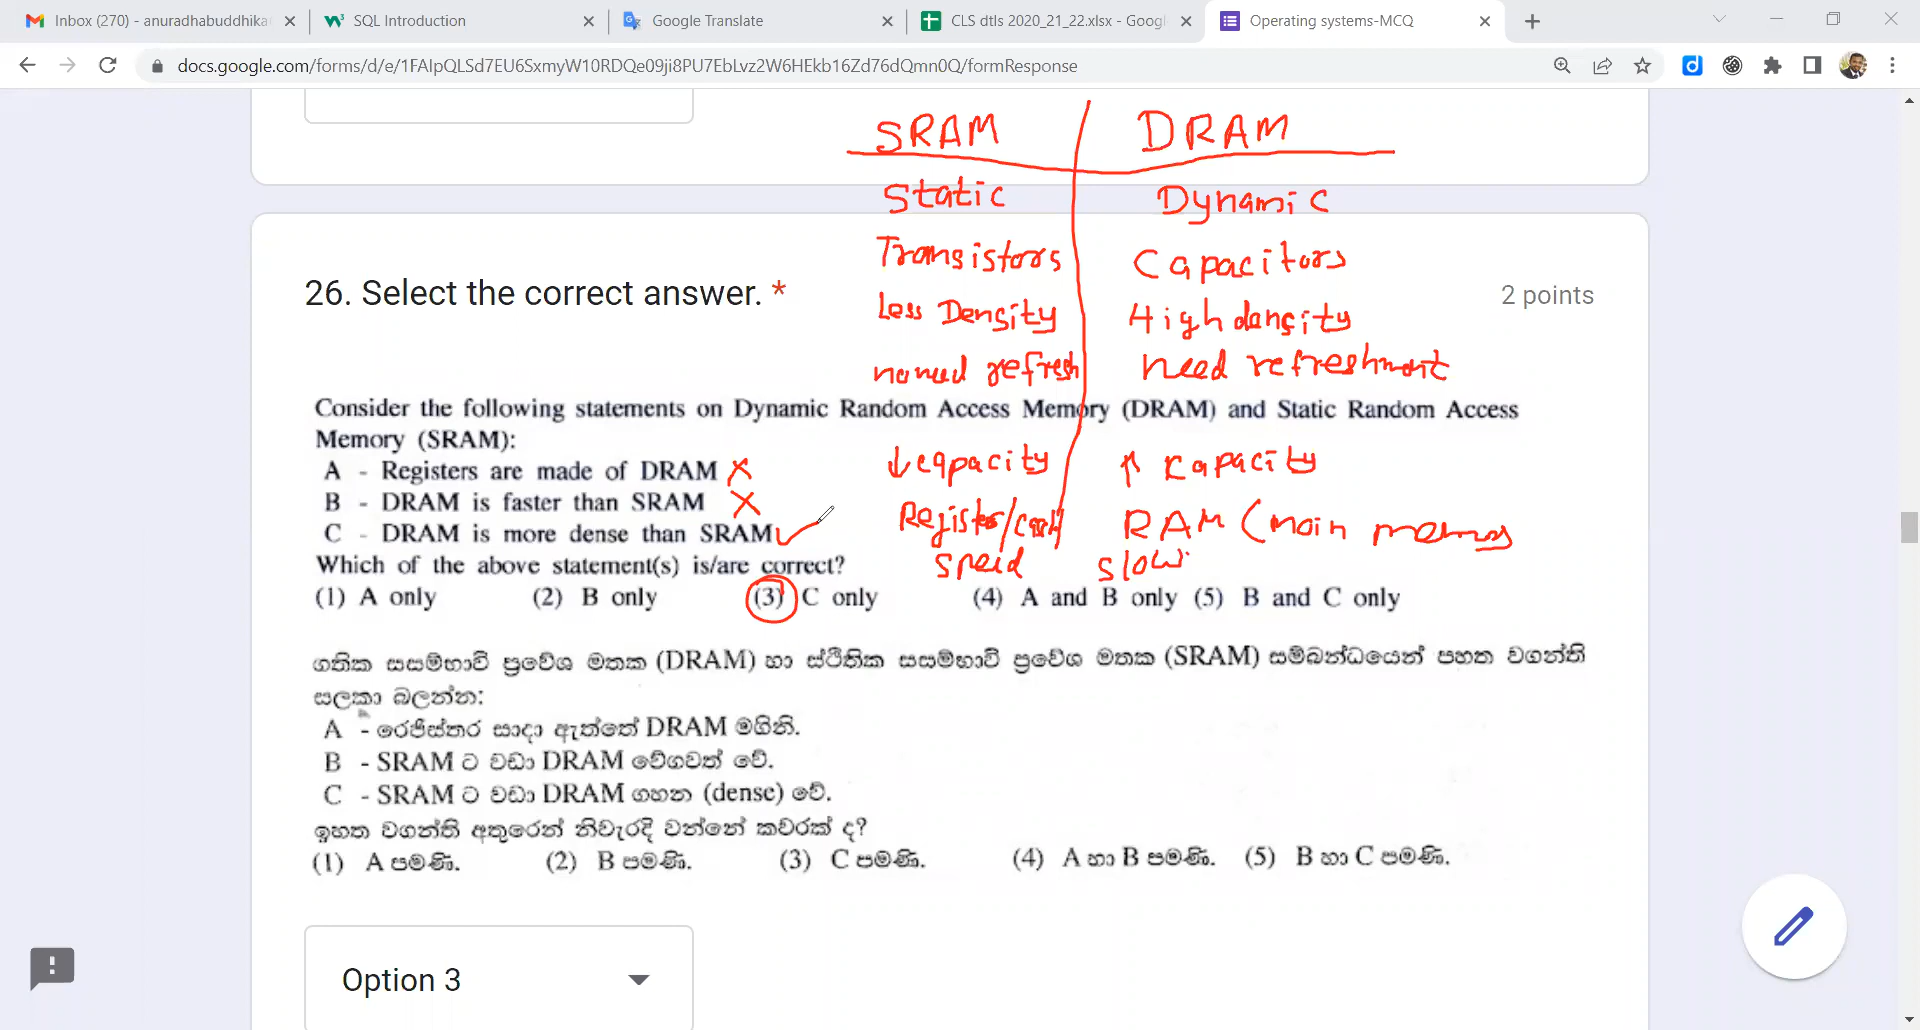 Inbox (270) - anuradhabuddhika
SQL Introduction
Google Translate
CLS dtls 2020_21_22.xlsx - Googl
Operating systems-MCQ
docs.google.com/forms/d/e/1FAIpQLSd7EU6SxmyW10RDQe09ji8PU7EbLvz2W6HEkb16Zd76dQmn0Q/formResponse
SRAM DRAM
Static Dynamic
Transistors Capacitors
Less Density High density
no need refresh need refreshment
26. Select the correct answer. *
2 points
Consider the following statements on Dynamic Random Access Memory (DRAM) and Static Random Access
Memory (SRAM):
A - Registers are made of DRAM X
B - DRAM is faster than SRAM X
C - DRAM is more dense than SRAM ✓
↓ capacity ↑ capacity
Register/ RAM (main memory
speed slow
Which of the above statement(s) is/are correct?
(1) A only (2) B only (3) C only (4) A and B only (5) B and C only
ගතික සසම්භාවි ප්‍රවේශ මතක (DRAM) හා ස්ථිතික සසම්භාවි ප්‍රවේශ මතක (SRAM) සම්බන්ධයෙන් පහත වගන්ති
සලකා බලන්න:
A - රෙජිස්තර සාදා ඇත්තේ DRAM මගිනි.
B - SRAM ට වඩා DRAM වේගවත් වේ.
C - SRAM ට වඩා DRAM ගහන (dense) වේ.
ඉහත වගන්ති අතුරෙන් නිවැරදි වන්නේ කවරක් ද?
(1) A පමණි. (2) B පමණි. (3) C පමණි. (4) A හා B පමණි. (5) B හා C පමණි.
Option 3